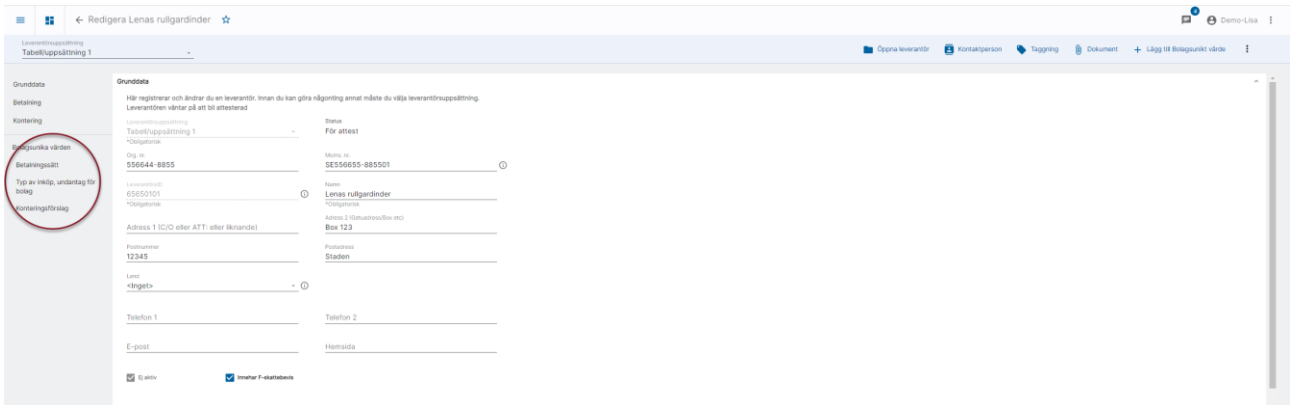 Redigera Lenas rullgardinder
4
Demo-Lisa
Leverantörsuppsättning
Tabell/uppsättning 1
Öppna leverantör
Kontaktperson
Taggning
Dokument
Lägg till Bolagsunikt värde
Grunddata
Betalning
Kontering
Bolagsunika värden
Betalningssätt
Typ av inköp, undantag för
bolag
Konteringsförslag
Grunddata
Här registrerar och ändrar du en leverantör. Innan du kan göra någonting annat måste du välja leverantörsuppsättning.
Leverantören väntar på att bli attesterad
Leverantörsuppsättning
Tabell/uppsättning 1
*Obligatorisk
Status
För attest
Org. nr.
556644-8855
Moms. nr.
SE556655-885501
LeverantörsID
65650101
*Obligatorisk
Namn
Lenas rullgardinder
*Obligatorisk
Adress 1 (C/O eller ATT: eller liknande)
Adress 2 (Gatuadress/Box etc)
Box 123
Postnummer
12345
Postadress
Staden
Land
<Inget>
Telefon 1
Telefon 2
E-post
Hemsida
Ej aktiv
Innehar F-skattebevis